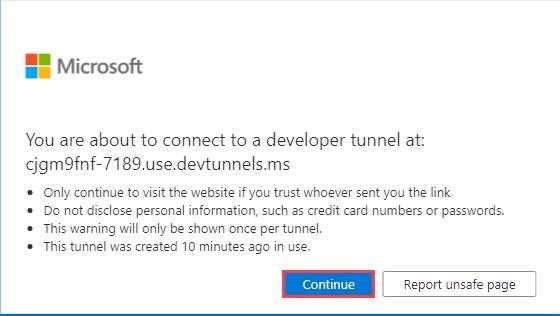 Microsoft
You are about to connect to a developer tunnel at:
cjgm9fnf-7189.use.devtunnels.ms
• Only continue to visit the website if you trust whoever sent you the link
• Do not disclose personal information, such as credit card numbers or passwords.
• This warning will only be shown once per tunnel.
• This tunnel was created 10 minutes ago in use.
Continue Report unsafe page